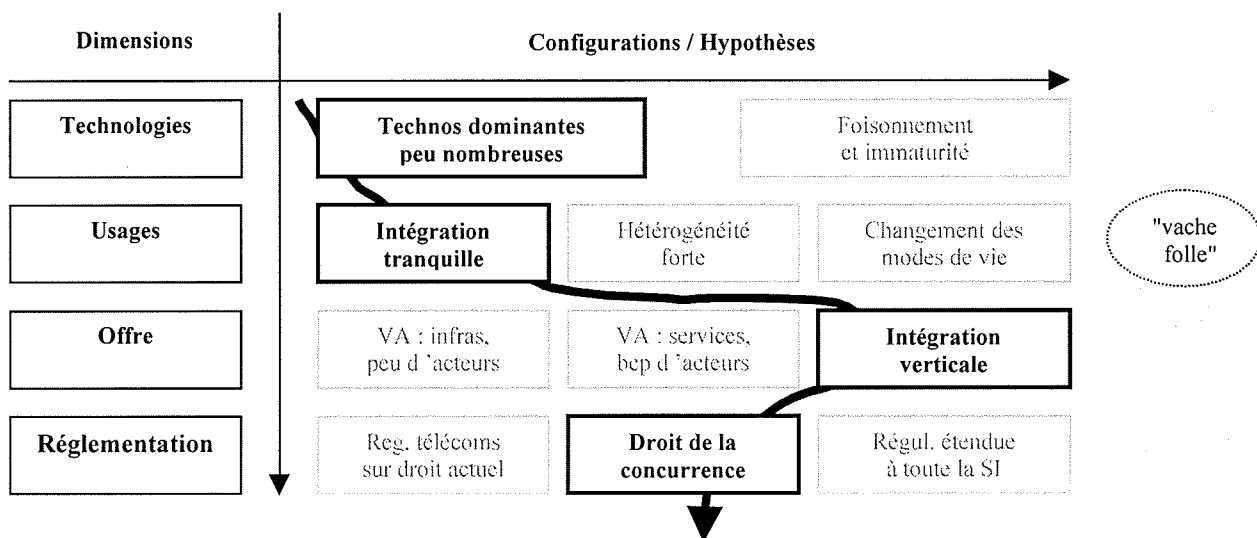 Dimensions
Configurations / Hypothèses
Technologies
Technos dominantes
peu nombreuses
Foisonnement
et immaturité
Usages
Intégration
tranquille
Hétérogénéité
forte
Changement des
modes de vie
"vache
folle"
Offre
VA : infras,
peu d 'acteurs
VA : services,
bcp d 'acteurs
Intégration
verticale
Réglementation
Reg. télécoms
sur droit actuel
Droit de la
concurrence
Régul. étendue
à toute la SI